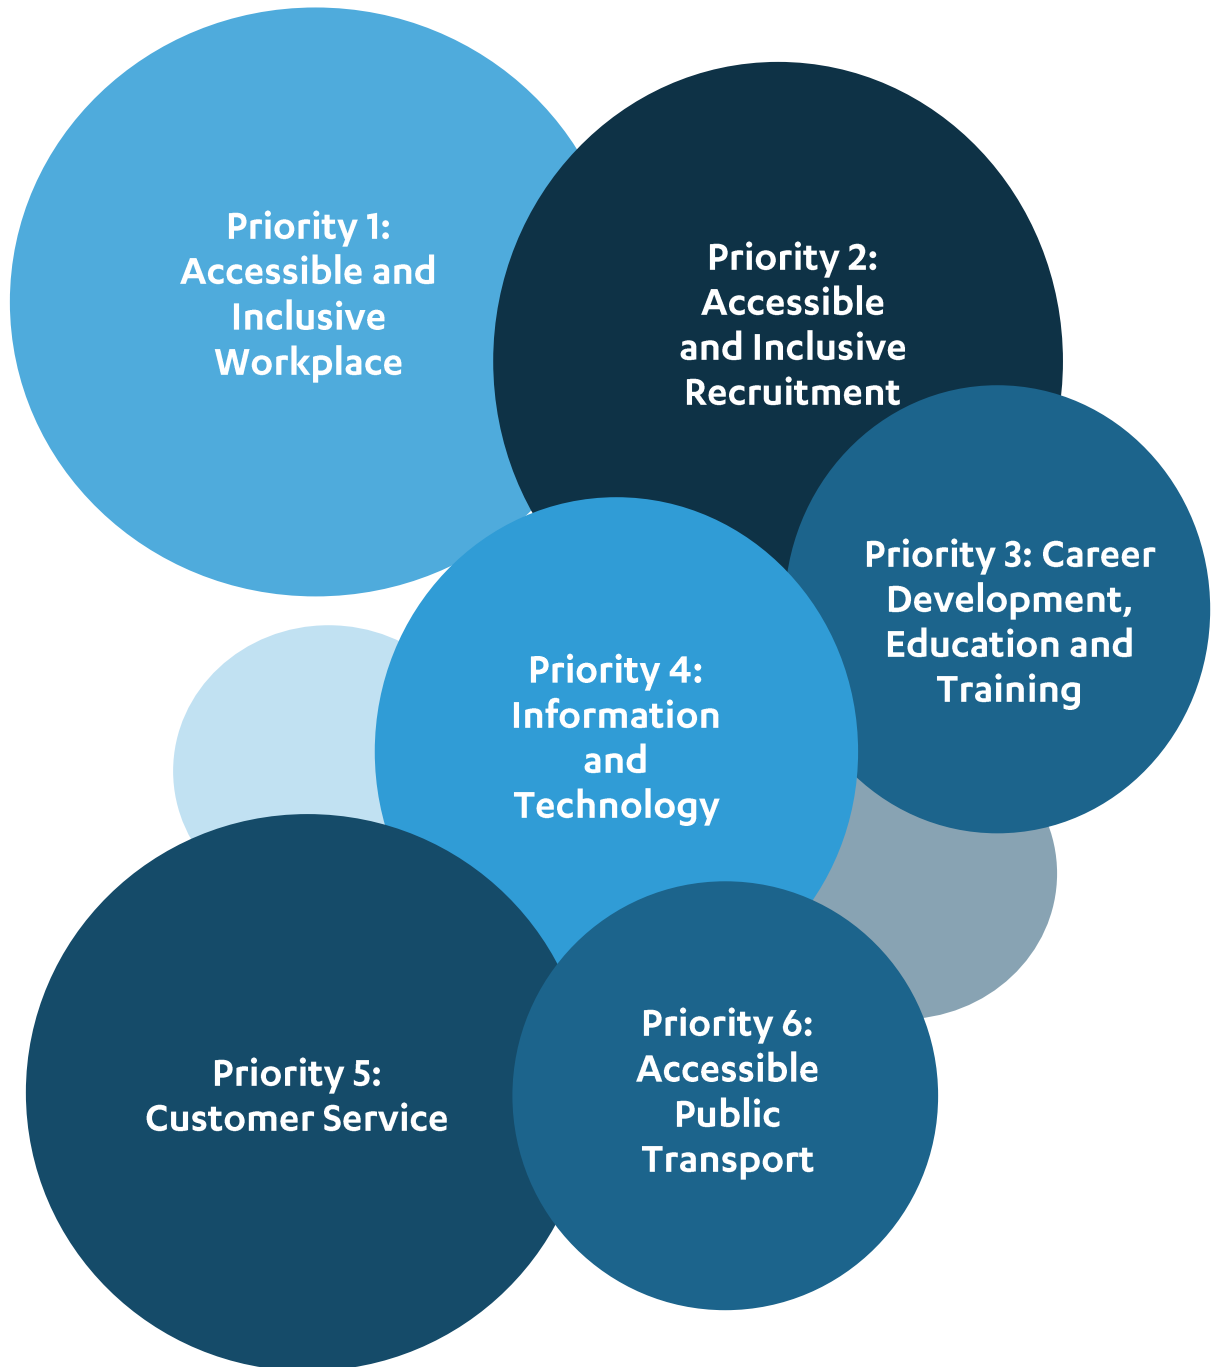 Priority 1:
Accessible and
Inclusive
Workplace
Priority 2:
Accessible
and Inclusive
Recruitment
Priority 3: Career
Development,
Education and
Training
Priority 4:
Information
and
Technology
Priority 5:
Customer Service
Priority 6:
Accessible
Public
Transport